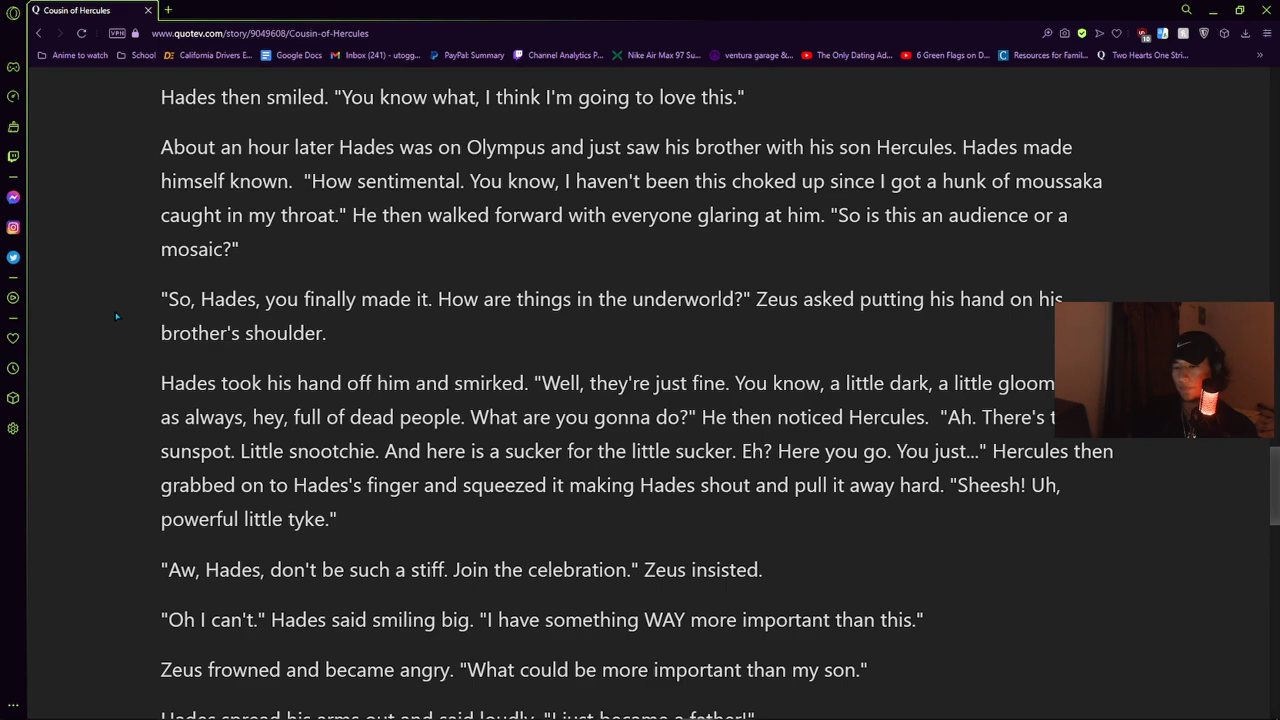 Cousin of Hercules
VPN
www.quotev.com/story/9049608/Cousin-of-Hercules
Anime to watch
School
California Drivers E...
Google Docs
Inbox (241) - utogg...
PayPal: Summary
Channel Analytics P...
Nike Air Max 97 Su...
ventura garage &...
The Only Dating Ad...
6 Green Flags on D...
Resources for Famil...
Two Hearts One Stri...
Hades then smiled. "You know what, I think I'm going to love this."
About an hour later Hades was on Olympus and just saw his brother with his son Hercules. Hades made
himself known.  "How sentimental. You know, I haven't been this choked up since I got a hunk of moussaka
caught in my throat." He then walked forward with everyone glaring at him. "So is this an audience or a
mosaic?"
"So, Hades, you finally made it. How are things in the underworld?" Zeus asked putting his hand on his
brother's shoulder.
Hades took his hand off him and smirked. "Well, they're just fine. You know, a little dark, a little gloom
as always, hey, full of dead people. What are you gonna do?" He then noticed Hercules.  "Ah. There's
sunspot. Little snootchie. And here is a sucker for the little sucker. Eh? Here you go. You just..." Hercules then
grabbed on to Hades's finger and squeezed it making Hades shout and pull it away hard. "Sheesh! Uh,
powerful little tyke."
"Aw, Hades, don't be such a stiff. Join the celebration." Zeus insisted.
"Oh I can't." Hades said smiling big. "I have something WAY more important than this."
Zeus frowned and became angry. "What could be more important than my son."
Hades spread his arms out and said loudly. "I just became a father!"